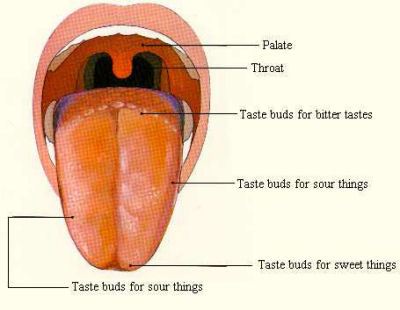 Palate
Throat
Taste buds for bitter tastes
Taste buds for sour things
Taste buds for sweet things
Taste buds for sour things